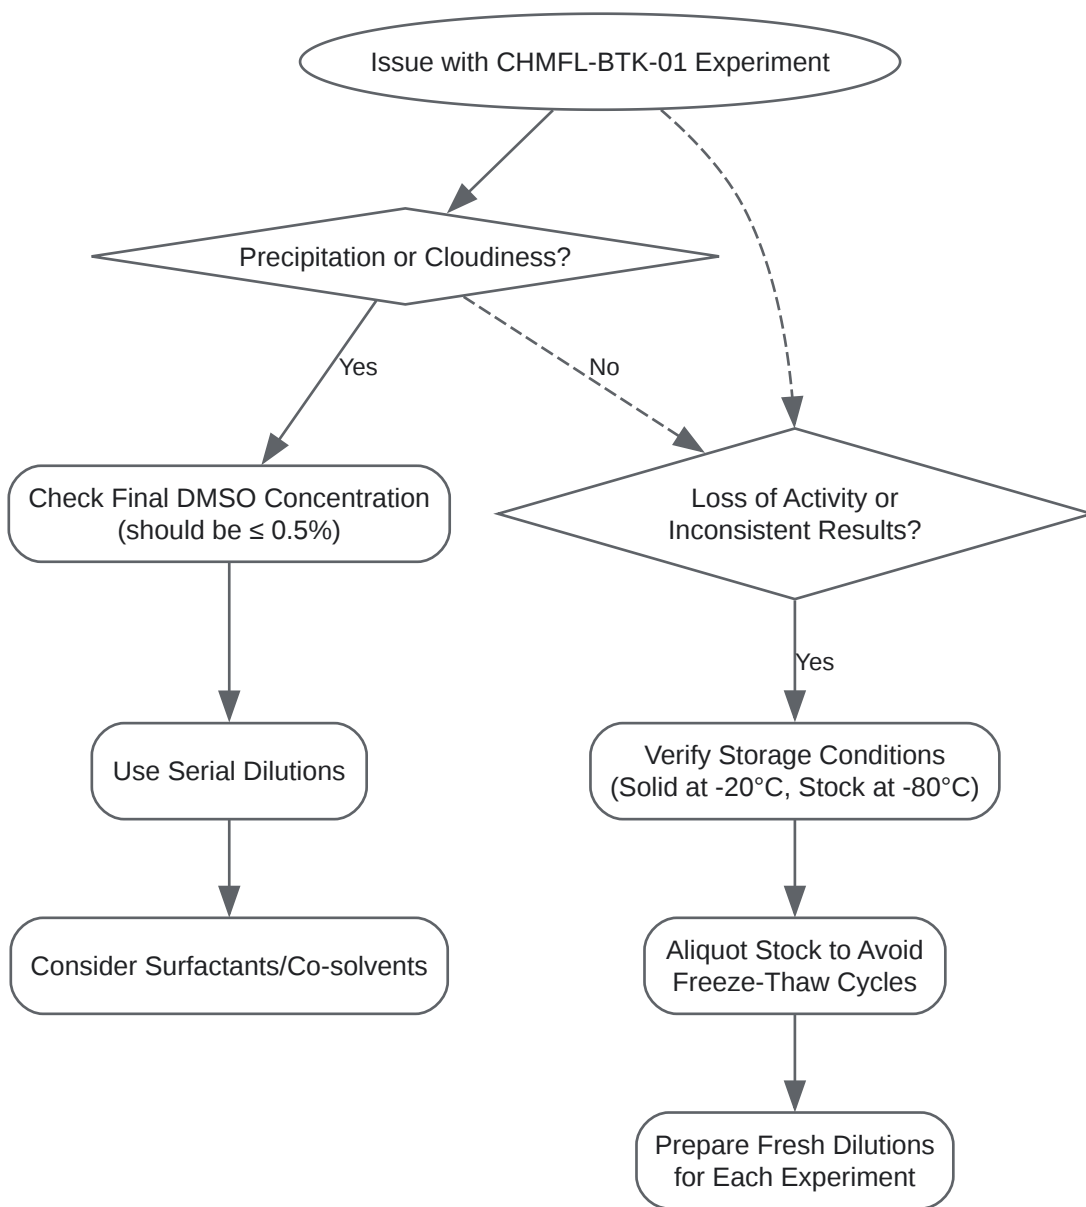 Issue with CHMFL-BTK-01 Experiment
Precipitation or Cloudiness?
Yes
No
Check Final DMSO Concentration
(should be ≤ 0.5%)
Loss of Activity or
Inconsistent Results?
Yes
Use Serial Dilutions
Verify Storage Conditions
(Solid at -20°C, Stock at -80°C)
Consider Surfactants/Co-solvents
Aliquot Stock to Avoid
Freeze-Thaw Cycles
Prepare Fresh Dilutions
for Each Experiment